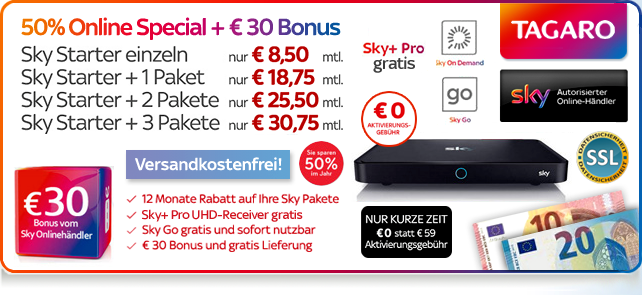 50% Online Special + € 30 Bonus
Sky Starter einzeln nur € 8,50 mtl.
Sky Starter + 1 Paket nur € 18,75 mtl.
Sky Starter + 2 Pakete nur € 25,50 mtl.
Sky Starter + 3 Pakete nur € 30,75 mtl.
Sky+ Pro
gratis
Sky On Demand
go
Sky Go
TAGARO
sky Autorisierter
Online-Händler
€ 0
AKTIVIERUNGS-
GEBÜHR
€30
Bonus vom
Sky Onlinehändler
Versandkostenfrei!
Sie sparen
50%
im Jahr
12 Monate Rabatt auf Ihre Sky Pakete
Sky+ Pro UHD-Receiver gratis
Sky Go gratis und sofort nutzbar
€ 30 Bonus und gratis Lieferung
sky
sky
NUR KURZE ZEIT
€ 0 statt € 59
Aktivierungsgebühr
DATENSICHERHEIT
SSL
DATENSICHERHEIT
10
20